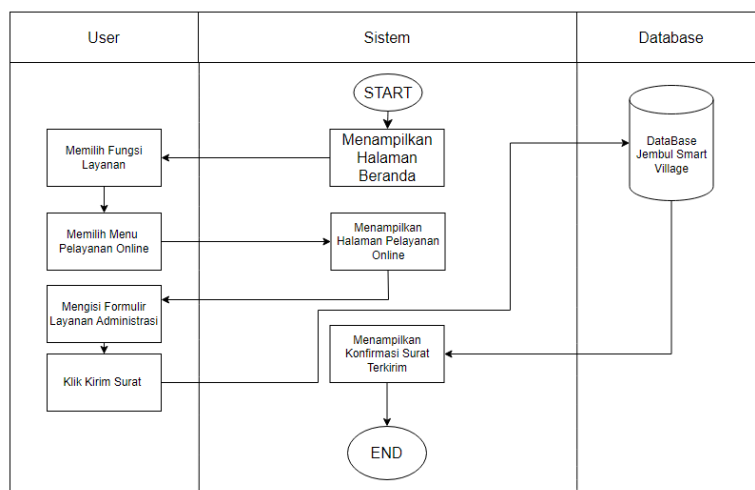 User
Sistem
Database
START
Menampilkan
Halaman
Beranda
Memilih Fungsi
Layanan
DataBase
Jembul Smart
Village
Memilih Menu
Pelayanan Online
Menampilkan
Halaman Pelayanan
Online
Mengisi Formulir
Layanan Administrasi
Klik Kirim Surat
Menampilkan
Konfirmasi Surat
Terkirim
END